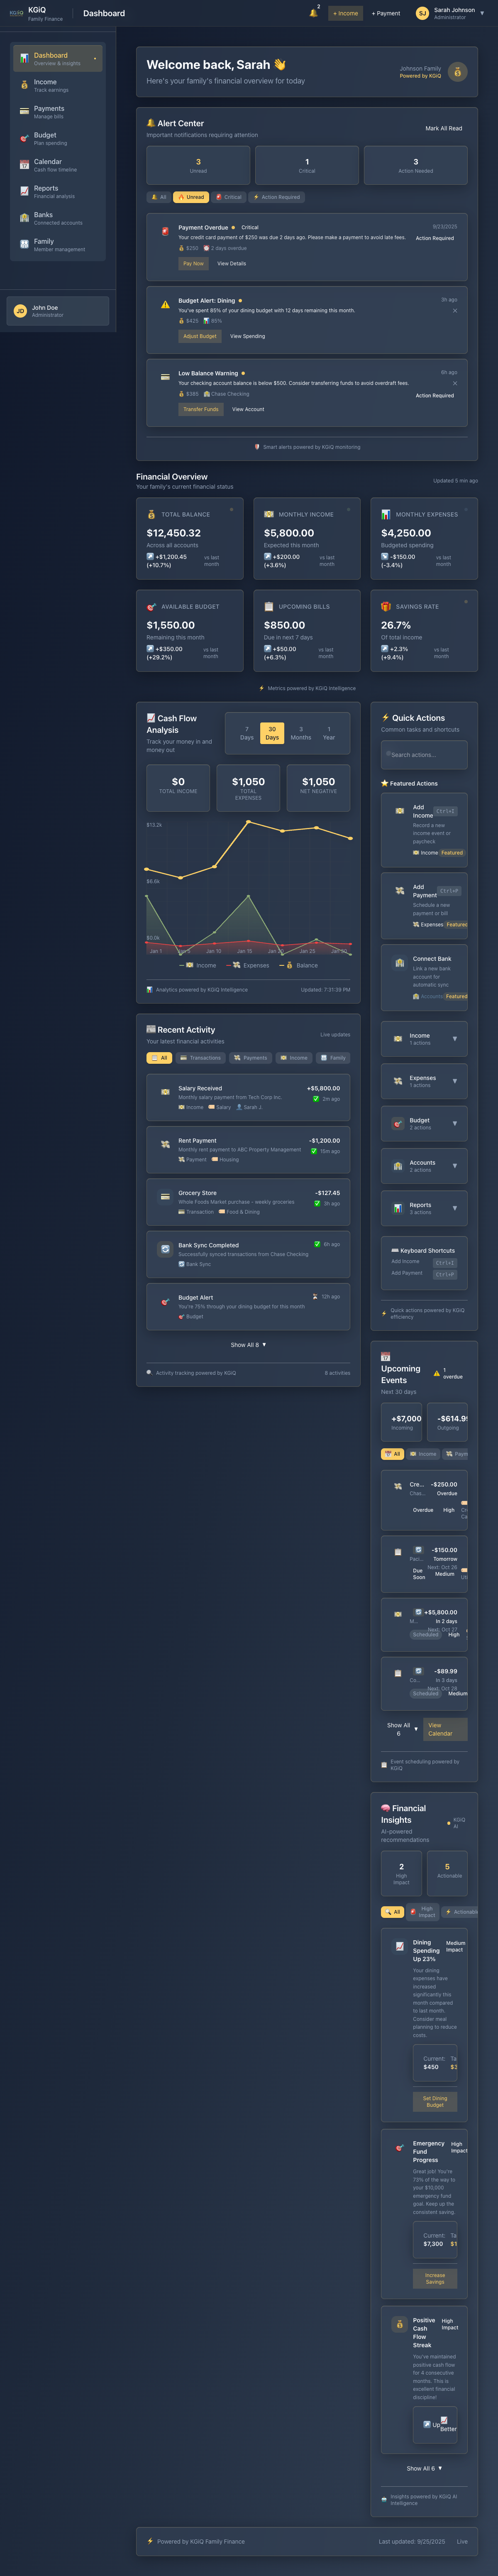 KGiQ
Family Finance
Dashboard
2
+ Income
+ Payment
SJ
Sarah Johnson
Administrator
Dashboard
Overview & insights
Income
Track earnings
Payments
Manage bills
Budget
Plan spending
Calendar
Cash flow timeline
Reports
Financial analysis
Banks
Connected accounts
Family
Member management
JD
John Doe
Administrator
Welcome back, Sarah 👋
Here's your family's financial overview for today
Johnson Family
Powered by KGiQ
Alert Center
Important notifications requiring attention
Mark All Read
3
Unread
1
Critical
3
Action Needed
All
Unread
Critical
Action Required
Payment Overdue
Critical
9/23/2025
Your credit card payment of $250 was due 2 days ago. Please make a payment to avoid late fees.
Action Required
$250
2 days overdue
Pay Now
View Details
Budget Alert: Dining
3h ago
You've spent 85% of your dining budget with 12 days remaining this month.
$425
85%
Adjust Budget
View Spending
Low Balance Warning
6h ago
Your checking account balance is below $500. Consider transferring funds to avoid overdraft fees.
$385
Chase Checking
Action Required
Transfer Funds
View Account
Smart alerts powered by KGiQ monitoring
Financial Overview
Your family's current financial status
Updated 5 min ago
TOTAL BALANCE
$12,450.32
Across all accounts
+$1,200.45
(+10.7%)
vs last
month
MONTHLY INCOME
$5,800.00
Expected this month
+$200.00
(+3.6%)
vs last
month
MONTHLY EXPENSES
$4,250.00
Budgeted spending
-$150.00
(-3.4%)
vs last
month
AVAILABLE BUDGET
$1,550.00
Remaining this month
+$350.00
(+29.2%)
vs last
month
UPCOMING BILLS
$850.00
Due in next 7 days
+$50.00
(+6.3%)
vs last
month
SAVINGS RATE
26.7%
Of total income
+2.3%
(+9.4%)
vs last
month
Metrics powered by KGiQ Intelligence
Cash Flow
Analysis
Track your money in and
money out
7
Days
30
Days
3
Months
1
Year
$0
TOTAL INCOME
$1,050
TOTAL
EXPENSES
$1,050
NET NEGATIVE
$13.2k
$6.6k
$0.0k
Jan 1
Jan 10
Jan 15
Jan 25
Income
Expenses
Balance
Analytics powered by KGiQ Intelligence
Updated: 7:31:39 PM
Recent Activity
Your latest financial activities
Live updates
All
Transactions
Payments
Income
Family
Salary Received
+$5,800.00
Monthly salary payment from Tech Corp Inc.
2m ago
Income
Salary
Sarah J.
Rent Payment
-$1,200.00
Monthly rent payment to ABC Property Management
15m ago
Payment
Housing
Grocery Store
-$127.45
Whole Foods Market purchase - weekly groceries
3h ago
Transaction
Food & Dining
Bank Sync Completed
6h ago
Successfully synced transactions from Chase Checking
Bank Sync
Budget Alert
12h ago
You're 75% through your dining budget for this month
Budget
Show All 8
Activity tracking powered by KGiQ
8 activities
Quick Actions
Common tasks and shortcuts
Search actions...
Featured Actions
Add
Income
Ctrl+I
Record a new
income event or
paycheck
Income
Featured
Add
Payment
Ctrl+P
Schedule a new
payment or bill
Expenses
Featured
Connect Bank
Link a new bank
account for
automatic sync
Accounts
Featured
Income
1 actions
Expenses
1 actions
Budget
2 actions
Accounts
2 actions
Reports
3 actions
Keyboard Shortcuts
Add Income
Ctrl+I
Add Payment
Ctrl+P
Quick actions powered by KGiQ
efficiency
Upcoming
Events
Next 30 days
1
overdue
+$7,000
Incoming
-$614.9
Outgoing
All
Income
Paym
Cre...
-$250.00
Chas...
Overdue
Overdue
High
-$150.00
Paci...
Tomorrow
Next: Oct 26
Due
Soon
Medium
+$5,800.00
M...
In 2 days
Next: Oct 27
Scheduled
High
-$89.99
Co...
In 3 days
Next: Oct 28
Scheduled
Medium
Show All
6
View
Calendar
Event scheduling powered by
KGiQ
Financial
Insights
AI-powered
recommendations
KGiQ
AI
2
High
Impact
5
Actionable
All
High
Impact
Actionable
Dining
Spending
Up 23%
Medium
Impact
Your dining
expenses have
increased
significantly this
month compared
to last month.
Consider meal
planning to reduce
costs.
Current:
$450
Set Dining
Budget
Emergency
Fund
Progress
High
Impact
Great job! You're
73% of the way to
your $10,000
emergency fund
goal. Keep up the
consistent saving.
Current:
$7,300
Increase
Savings
Positive
Cash
Flow
Streak
High
Impact
You've maintained
positive cash flow
for 4 consecutive
months. This is
excellent financial
discipline!
Up
Better
Show All 6
Insights powered by KGiQ AI
Intelligence
Powered by KGiQ Family Finance
Last updated: 9/25/2025
Live